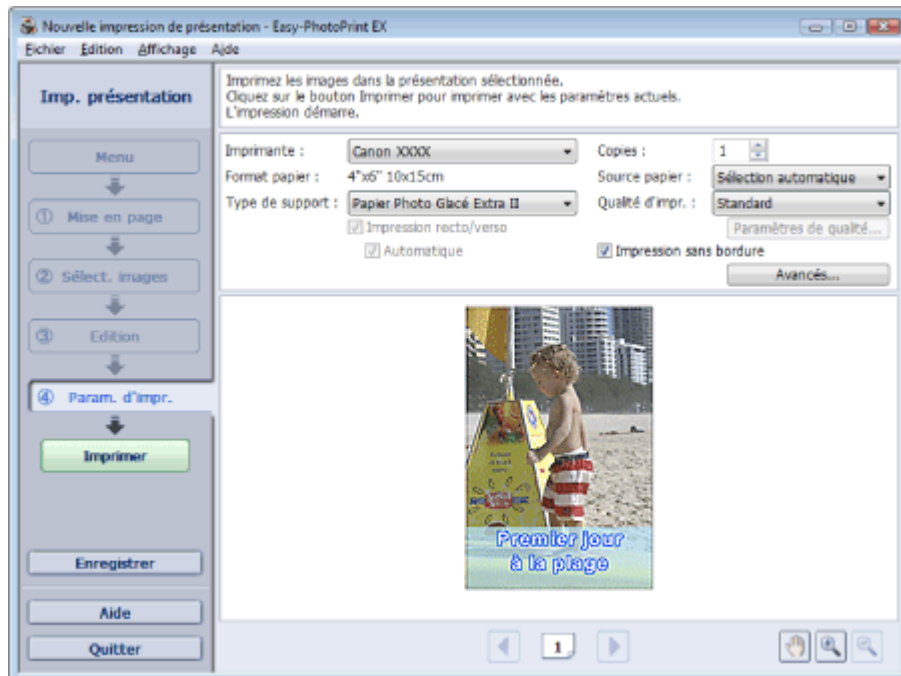 Nouvelle impression de présentation - Easy-PhotoPrint EX
Fichier Edition Affichage Aide
Imp. présentation
Menu
① Mise en page
② Sélect. images
③ Edition
④ Param. d'impr.
Imprimer
Enregistrer
Aide
Quitter
Imprimez les images dans la présentation sélectionnée.
Cliquez sur le bouton Imprimer pour imprimer avec les paramètres actuels.
L'impression démarre.
Imprimante : Canon XXXX Copies : 1
Format papier : 4"x6" 10x15cm Source papier : Sélection automatique
Type de support : Papier Photo Glacé Extra II Qualité d'impr. : Standard
Impression recto/verso Paramètres de qualité...
Automatique Impression sans bordure
Avancés...
Premier jour
à la plage
1